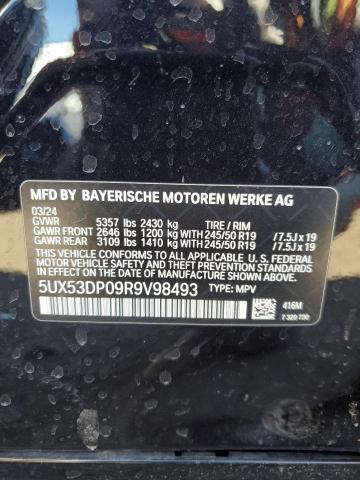 MFD BY BAYERISCHE MOTOREN WERKE AG
03/24
GVWR 5357 lbs 2430 kg TIRE / RIM
GAWR FRONT 2646 lbs 1200 kg WITH 245/50 R19 /7.5J x 19
GAWR REAR 3109 lbs 1410 kg WITH 245/50 R19 /7.5J x 19
THIS VEHICLE CONFORMS TO ALL APPLICABLE U.S. FEDERAL
MOTOR VEHICLE SAFETY, BUMPER, AND THEFT PREVENTION
STANDARDS IN EFFECT ON THE DATE OF MANUFACTURE SHOWN ABOVE.
5UX53DP09R9V98493 TYPE: MPV
416M
7 320 730